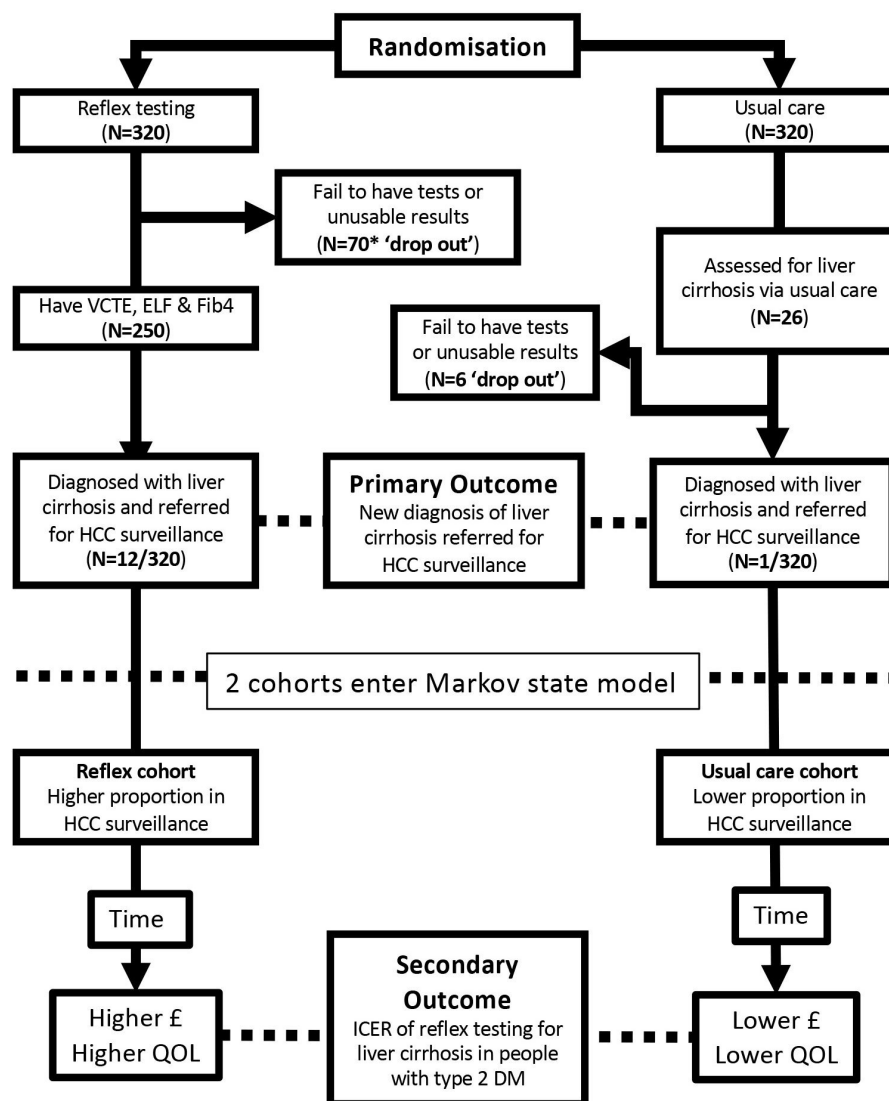 Randomisation
Reflex testing
(N=320)
Usual care
(N=320)
Fail to have tests or
unusable results
(N=70* ‘drop out’)
Assessed for liver
cirrhosis via usual care
(N=26)
Have VCTE, ELF & Fib4
(N=250)
Fail to have tests
or unusable results
(N=6 ‘drop out’)
Diagnosed with liver
cirrhosis and referred
for HCC surveillance
(N=12/320)
Primary Outcome
New diagnosis of liver
cirrhosis referred for
HCC surveillance
Diagnosed with liver
cirrhosis and referred
for HCC surveillance
(N=1/320)
2 cohorts enter Markov state model
Reflex cohort
Higher proportion in
HCC surveillance
Usual care cohort
Lower proportion in
HCC surveillance
Time
Time
Higher £
Higher QOL
Secondary
Outcome
ICER of reflex testing for
liver cirrhosis in people
with type 2 DM
Lower £
Lower QOL